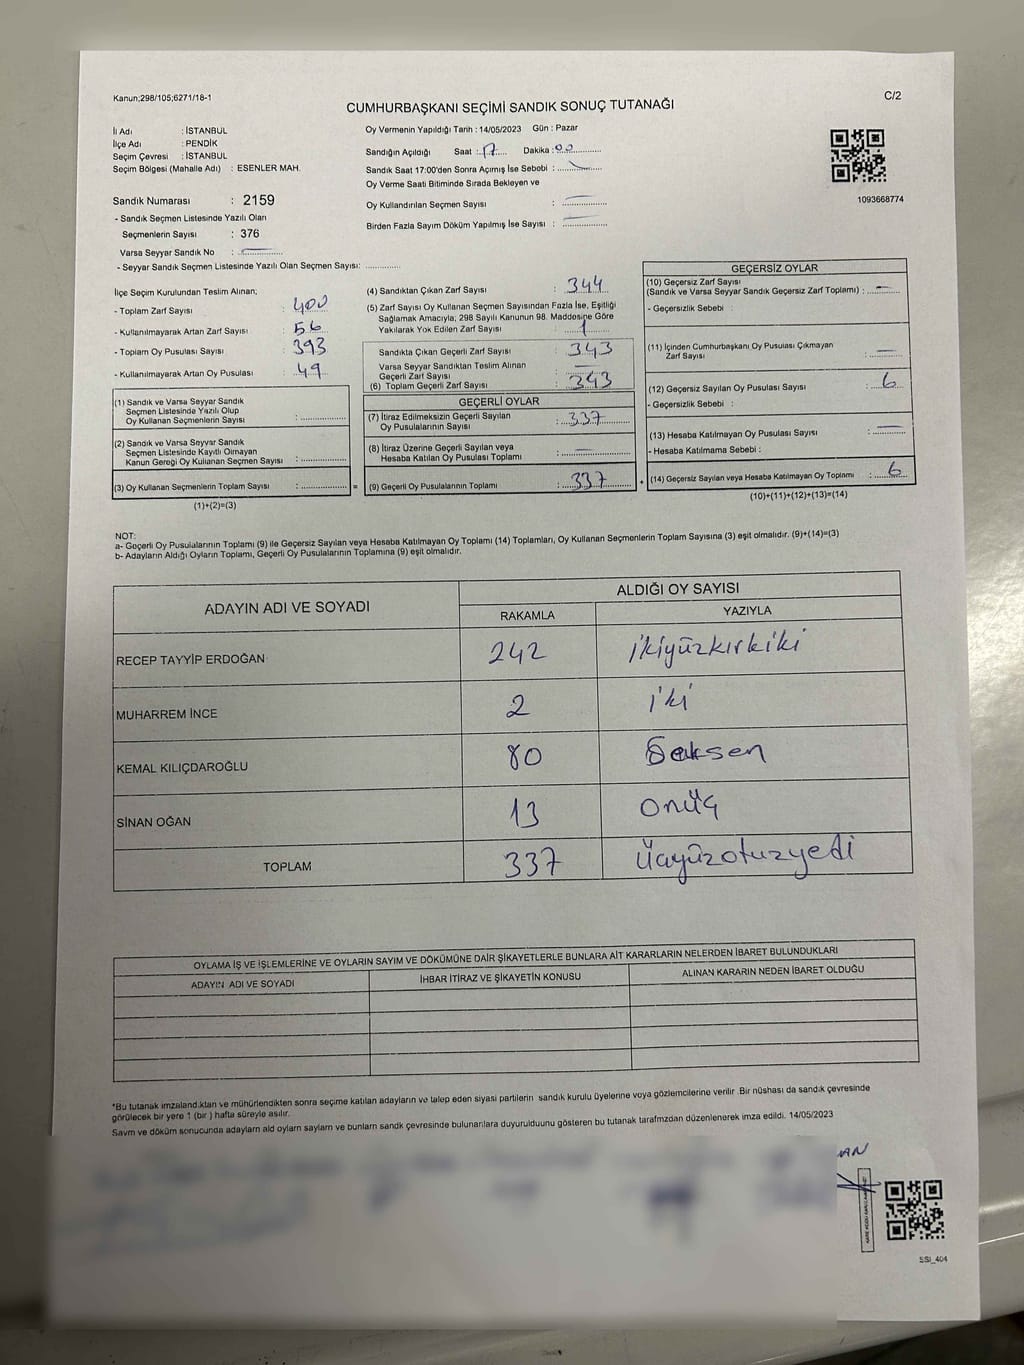 Kanun;298/105;6271/18-1
C/2
CUMHURBAŞKANI SEÇİMİ SANDIK SONUÇ TUTANAĞI
İl Adı : İSTANBUL
İlçe Adı : PENDİK
Seçim Çevresi : İSTANBUL
Seçim Bölgesi (Mahalle Adı) : ESENLER MAH.
Sandık Numarası : 2159
- Sandık Seçmen Listesinde Yazılı Olan
Seçmenlerin Sayısı : 376
Varsa Seyyar Sandık No :
- Seyyar Sandık Seçmen Listesinde Yazılı Olan Seçmen Sayısı:
Oy Vermenin Yapıldığı Tarih : 14/05/2023 Gün : Pazar
Sandığın Açıldığı Saat : 17 Dakika : 00
Sandık Saat 17:00'den Sonra Açımış İse Sebebi :
Oy Verme Saati Bitiminde Sırada Bekleyen ve
Oy Kullandırılan Seçmen Sayısı :
Birden Fazla Sayım Döküm Yapılmış İse Sayısı :
1093668774
İlçe Seçim Kurulundan Teslim Alınan;
- Toplam Zarf Sayısı : 400
- Kullanılmayarak Artan Zarf Sayısı : 56
- Toplam Oy Pusulası Sayısı : 393
- Kullanılmayarak Artan Oy Pusulası : 49
(1) Sandık ve Varsa Seyyar Sandık
Seçmen Listesinde Yazılı Olup
Oy Kullanan Seçmenlerin Sayısı :
(2) Sandık ve Varsa Seyyar Sandık
Seçmen Listesinde Kayıtlı Olmayan
Kanun Gereği Oy Kullanan Seçmen Sayısı :
(3) Oy Kullanan Seçmenlerin Toplam Sayısı : =
(1)+(2)=(3)
(4) Sandıktan Çıkan Zarf Sayısı : 344
(5) Zarf Sayısı Oy Kullanan Seçmen Sayısından Fazla İse, Eşitliği
Sağlamak Amacıyla; 298 Sayılı Kanunun 98. Maddesine Göre
Yakılarak Yok Edilen Zarf Sayısı : 1
Sandıkta Çıkan Geçerli Zarf Sayısı : 343
Varsa Seyyar Sandıktan Teslim Alınan
Geçerli Zarf Sayısı :
(6) Toplam Geçerli Zarf Sayısı : 343
GEÇERLİ OYLAR
(7) İtiraz Edilmeksizin Geçerli Sayılan
Oy Pusulalarının Sayısı : 337
(8) İtiraz Üzerine Geçerli Sayılan veya
Hesaba Katılan Oy Pusulası Toplamı :
(9) Geçerli Oy Pusulalarının Toplamı : 337 +
GEÇERSİZ OYLAR
(10) Geçersiz Zarf Sayısı
(Sandık ve Varsa Seyyar Sandık Geçersiz Zarf Toplamı) :
- Geçersizlik Sebebi :
(11) İçinden Cumhurbaşkanı Oy Pusulası Çıkmayan
Zarf Sayısı :
(12) Geçersiz Sayılan Oy Pusulası Sayısı : 6
- Geçersizlik Sebebi :
(13) Hesaba Katılmayan Oy Pusulası Sayısı :
- Hesaba Katılmama Sebebi :
(14) Geçersiz Sayılan veya Hesaba Katılmayan Oy Toplamı : 6
(10)+(11)+(12)+(13)=(14)
NOT:
a- Geçerli Oy Pusulalarının Toplamı (9) ile Geçersiz Sayılan veya Hesaba Katılmayan Oy Toplamı (14) Toplamları, Oy Kullanan Seçmenlerin Toplam Sayısına (3) eşit olmalıdır. (9)+(14)=(3)
b- Adayların Aldığı Oyların Toplamı, Geçerli Oy Pusulalarının Toplamına (9) eşit olmalıdır.
ADAYIN ADI VE SOYADI
ALDIĞI OY SAYISI
RAKAMLA YAZIYLA
RECEP TAYYİP ERDOĞAN 242 ikiyüzkırkiki
MUHARREM İNCE 2 iki
KEMAL KILIÇDAROĞLU 80 Seksen
SİNAN OĞAN 13 onüç
TOPLAM 337 üçyüzotuzyedi
OYLAMA İŞ VE İŞLEMLERİNE VE OYLARIN SAYIM VE DÖKÜMÜNE DAİR ŞİKAYETLERLE BUNLARA AİT KARARLARIN NELERDEN İBARET BULUNDUKLARI
ADAYIN ADI VE SOYADI İHBAR İTİRAZ VE ŞİKAYETİN KONUSU ALINAN KARARIN NEDEN İBARET OLDUĞU
*Bu tutanak imzalandıktan ve mühürlendikten sonra seçime katılan adayların ve talep eden siyasi partilerin sandık kurulu üyelerine veya gözlemcilerine verilir .Bir nüshası da sandık çevresinde
görülecek bir yere 1 (bir ) hafta süreyle asılır.
Sayım ve döküm sonucunda adayların aldı oyların sayıları ve bunların sandık çevresinde bulunanlara duyurulduunu gösteren bu tutanak tarafımzdan düzenlenerek imza edildi. 14/05/2023
SSI_404